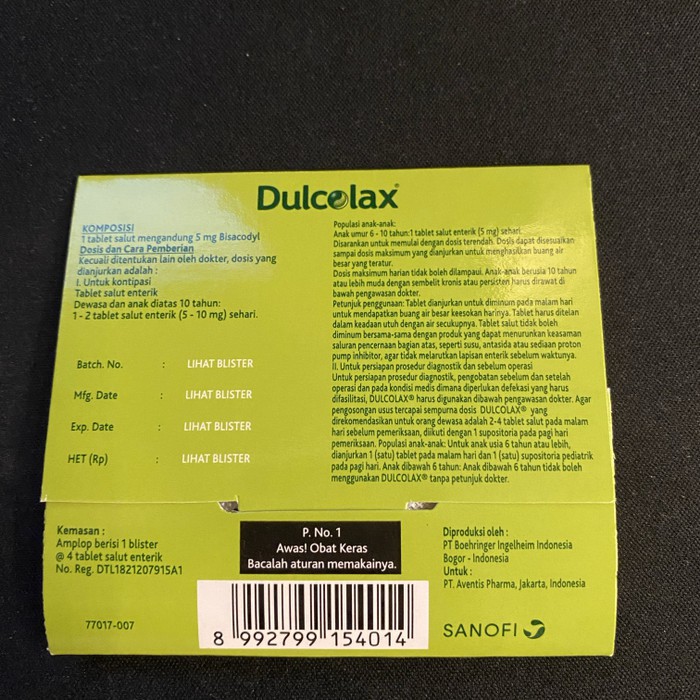 Dulcolax®
KOMPOSISI
1 tablet salut mengandung 5 mg Bisacodyl
Dosis dan Cara Pemberian
Kecuali ditentukan lain oleh dokter, dosis yang
dianjurkan adalah :
I. Untuk kontipasi
Tablet salut enterik
Dewasa dan anak diatas 10 tahun:
1 - 2 tablet salut enterik (5 - 10 mg) sehari.
Batch. No. : LIHAT BLISTER
Mfg. Date : LIHAT BLISTER
Exp. Date : LIHAT BLISTER
HET (Rp) : LIHAT BLISTER
Populasi anak-anak:
Anak umur 6 - 10 tahun:1 tablet salut enterik (5 mg) sehari.
Disarankan untuk memulai dengan dosis terendah. Dosis dapat disesuaikan
sampai dosis maksimum yang dianjurkan untuk menghasilkan buang air
besar yang teratur.
Dosis maksimum harian tidak boleh dilampaui. Anak-anak berusia 10 tahun
atau lebih muda dengan sembelit kronis atau persisten harus dirawat di
bawah pengawasan dokter.
Petunjuk penggunaan: Tablet dianjurkan untuk diminum pada malam hari
untuk mendapatkan buang air besar keesokan harinya. Tablet harus ditelan
dalam keadaan utuh dengan air secukupnya. Tablet salut tidak boleh
diminum bersama-sama dengan produk yang dapat menurunkan keasaman
saluran pencernaan bagian atas, seperti susu, antasida atau sediaan proton
pump inhibitor, agar tidak melarutkan lapisan enterik sebelum waktunya.
II. Untuk persiapan prosedur diagnostik dan sebelum operasi
Untuk persiapan prosedur diagnostik, pengobatan sebelum dan setelah
operasi dan pada kondisi medis dimana diperlukan defekasi yang harus
difasilitasi, DULCOLAX® harus digunakan dibawah pengawasan dokter. Agar
pengosongan usus tercapai sempurna dosis DULCOLAX® yang
direkomendasikan untuk orang dewasa adalah 2-4 tablet salut pada malam
hari sebelum pemeriksaan, diikuti dengan 1 supositoria pada pagi hari
pemeriksaan. Populasi anak-anak: Untuk anak usia 6 tahun atau lebih,
dianjurkan 1 (satu) tablet pada malam hari dan 1 (satu) supositoria pediatrik
pada pagi hari. Anak dibawah 6 tahun: Anak dibawah 6 tahun tidak boleh
menggunakan DULCOLAX® tanpa petunjuk dokter.
Kemasan :
Amplop berisi 1 blister
@ 4 tablet salut enterik
No. Reg. DTL1821207915A1
77017-007
P. No. 1
Awas! Obat Keras
Bacalah aturan memakainya.
8 992799 154014
Diproduksi oleh :
PT Boehringer Ingelheim Indonesia
Bogor - Indonesia
Untuk :
PT. Aventis Pharma, Jakarta, Indonesia
SANOFI